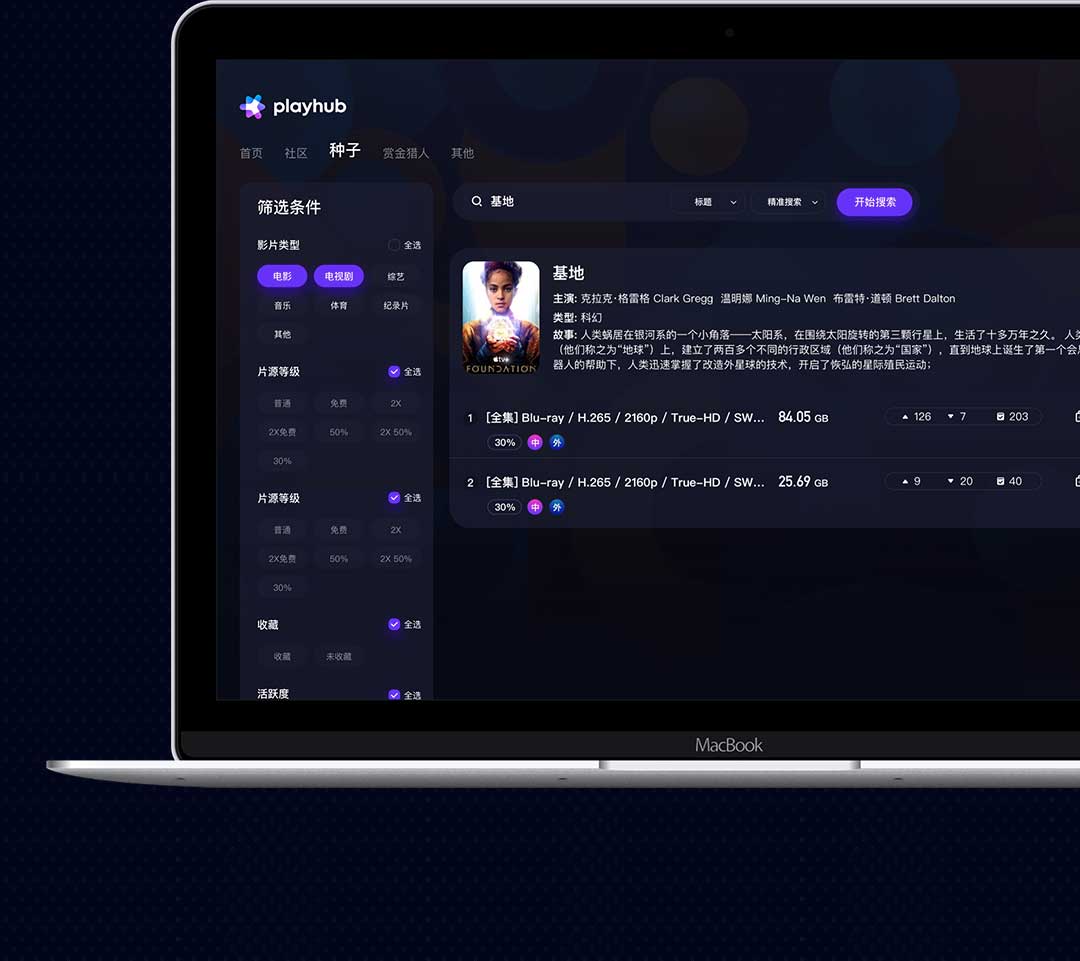 playhub
首页 社区 种子 赏金猎人 其他
筛选条件
影片类型 全选
电影 电视剧 综艺
音乐 体育 纪录片
其他
片源等级 全选
普通 免费 2X
2X免费 50% 2X 50%
30%
片源等级 全选
普通 免费 2X
2X免费 50% 2X 50%
30%
收藏 全选
收藏 未收藏
活跃度 全选
基地 标题 精准搜索 开始搜索
tv+
FOUNDATION
基地
主演: 克拉克·格雷格 Clark Gregg 温明娜 Ming-Na Wen 布雷特·道顿 Brett Dalton
类型: 科幻
故事: 人类蜗居在银河系的一个小角落——太阳系，在围绕太阳旋转的第三颗行星上，生活了十多万年之久。人类
（他们称之为“地球”）上，建立了两百多个不同的行政区域（他们称之为“国家”），直到地球上诞生了第一个会
器人的帮助下，人类迅速掌握了改造外星球的技术，开启了恢弘的星际殖民运动；
1 [全集] Blu-ray / H.265 / 2160p / True-HD / SW... 84.05 GB 126 7 203
30% 中 外
2 [全集] Blu-ray / H.265 / 2160p / True-HD / SW... 25.69 GB 9 20 40
30% 中 外
MacBook